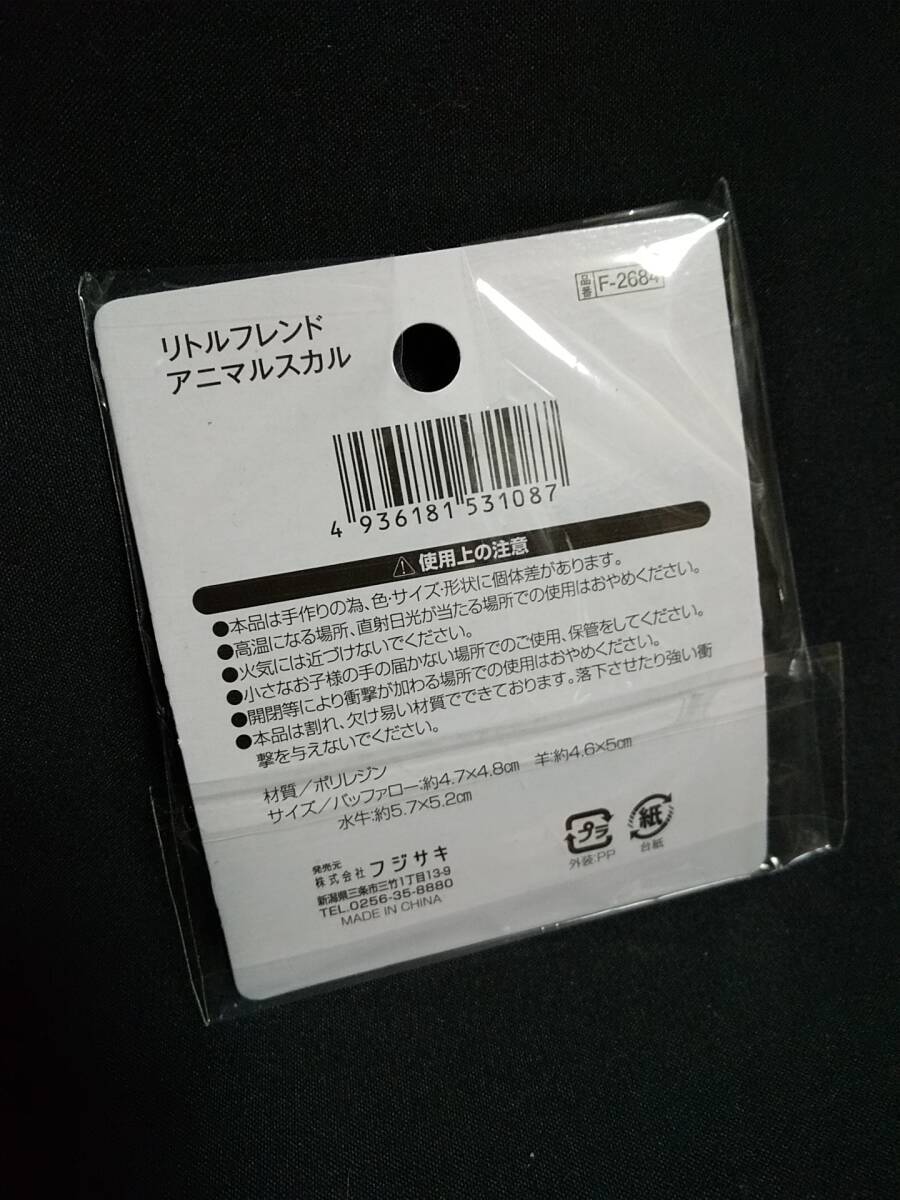 品番 F-2684
リトルフレンド
アニマルスカル
4 936181 531087
使用上の注意
●本品は手作りの為、色・サイズ・形状に個体差があります。
●高温になる場所、直射日光が当たる場所での使用はおやめください。
●火気には近づけないでください。
●小さなお子様の手の届かない場所でのご使用、保管をしてください。
●開閉等により衝撃が加わる場所での使用はおやめください。
●本品は割れ、欠け易い材質でできております。落下させたり強い衝
撃を与えないでください。
材質/ポリレジン
サイズ/バッファロー:約4.7×4.8㎝ 羊:約4.6×5㎝
水牛:約5.7×5.2㎝
プラ
外装:PP
紙
台紙
発売元
株式会社フジサキ
新潟県三条市三竹1丁目13-9
TEL.0256-35-8880
MADE IN CHINA